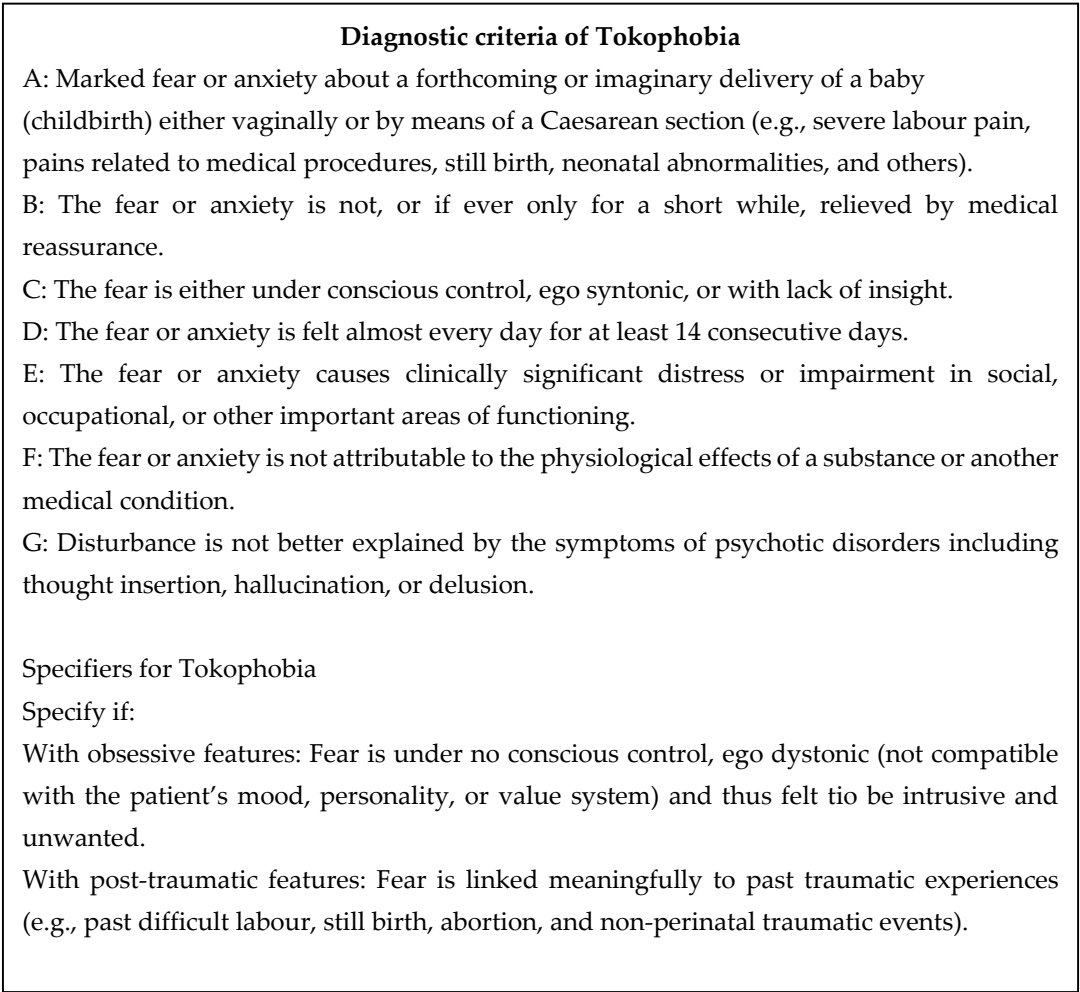 Diagnostic criteria of Tokophobia
A: Marked fear or anxiety about a forthcoming or imaginary delivery of a baby
(childbirth) either vaginally or by means of a Caesarean section (e.g., severe labour pain,
pains related to medical procedures, still birth, neonatal abnormalities, and others).
B: The fear or anxiety is not, or if ever only for a short while, relieved by medical
reassurance.
C: The fear is either under conscious control, ego syntonic, or with lack of insight.
D: The fear or anxiety is felt almost every day for at least 14 consecutive days.
E: The fear or anxiety causes clinically significant distress or impairment in social,
occupational, or other important areas of functioning.
F: The fear or anxiety is not attributable to the physiological effects of a substance or another
medical condition.
G: Disturbance is not better explained by the symptoms of psychotic disorders including
thought insertion, hallucination, or delusion.
Specifiers for Tokophobia
Specify if:
With obsessive features: Fear is under no conscious control, ego dystonic (not compatible
with the patient’s mood, personality, or value system) and thus felt tio be intrusive and
unwanted.
With post-traumatic features: Fear is linked meaningfully to past traumatic experiences
(e.g., past difficult labour, still birth, abortion, and non-perinatal traumatic events).